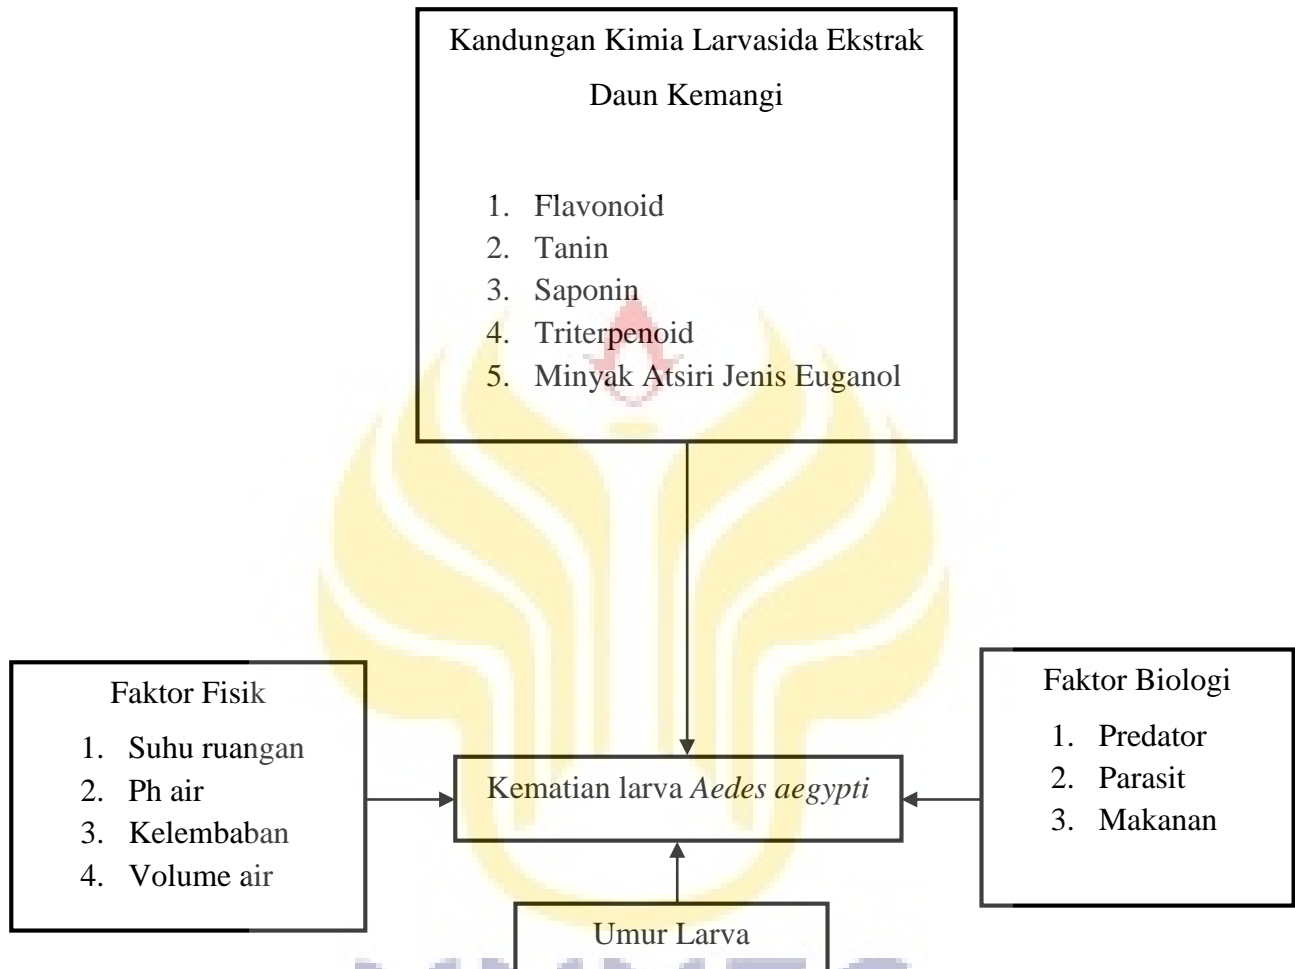 Kandungan Kimia Larvasida Ekstrak
Daun Kemangi
1. Flavonoid
2. Tanin
3. Saponin
4. Triterpenoid
5. Minyak Atsiri Jenis Euganol
Faktor Fisik
1. Suhu ruangan
2. Ph air
3. Kelembaban
4. Volume air
Kematian larva Aedes aegypti
Faktor Biologi
1. Predator
2. Parasit
3. Makanan
Umur Larva